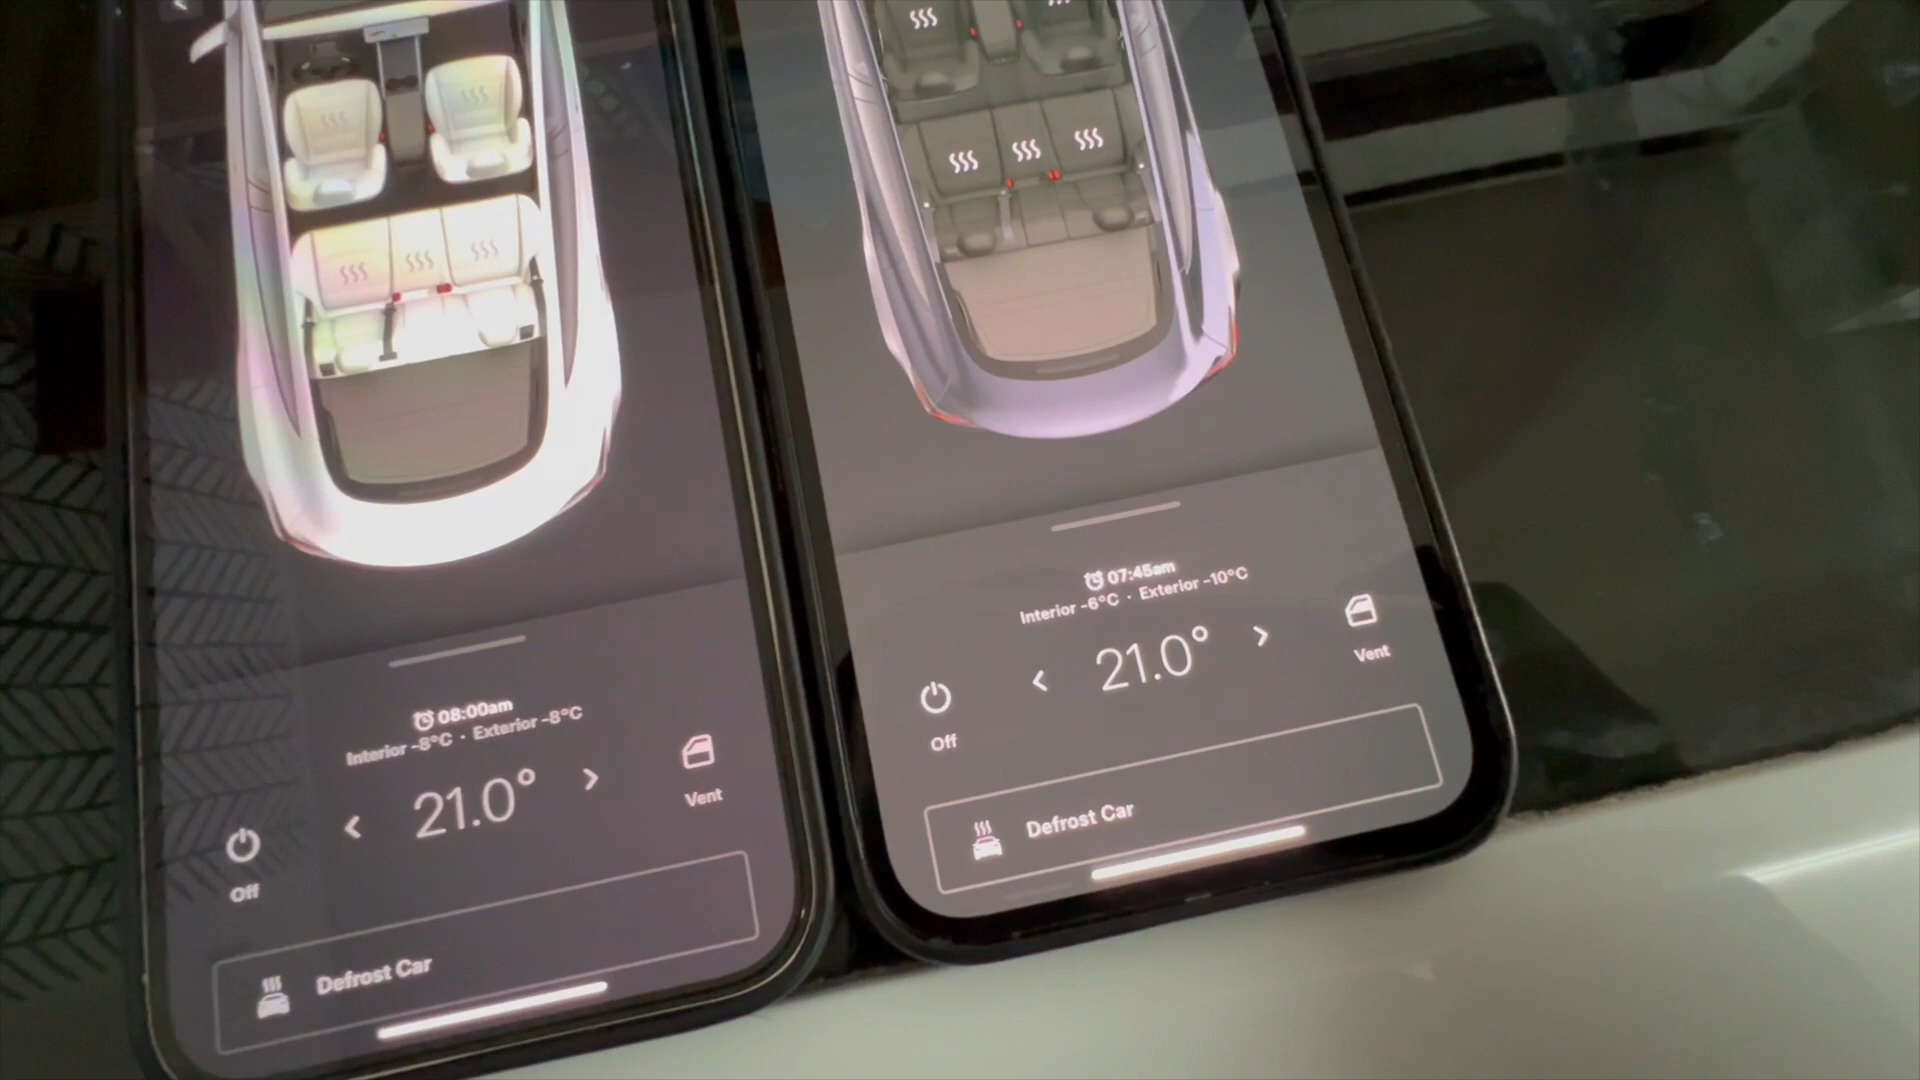 08:00am
Interior -8°C · Exterior -8°C
21.0°
Off
Vent
Defrost Car
07:45am
Interior -6°C · Exterior -10°C
21.0°
Off
Vent
Defrost Car